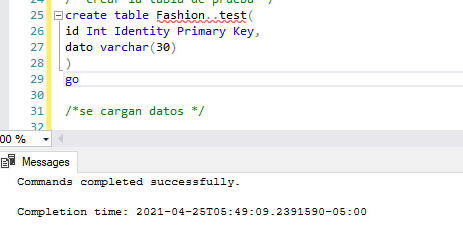 24 /* crear la tabla de prueba */
25 create table Fashion..test(
26 id Int Identity Primary Key,
27 dato varchar(30)
28 )
29 go
30
31 /*se cargan datos */
32
00 %
Messages
Commands completed successfully.
Completion time: 2021-04-25T05:49:09.2391590-05:00